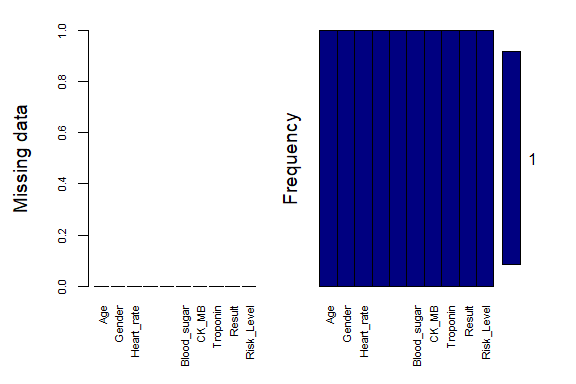 Missing data
1.0
0.8
0.6
0.4
0.2
0.0
Age
Gender
Heart_rate
Blood_sugar
CK_MB
Troponin
Result
Risk_Level
Frequency
Age
Gender
Heart_rate
Blood_sugar
CK_MB
Troponin
Result
Risk_Level
1